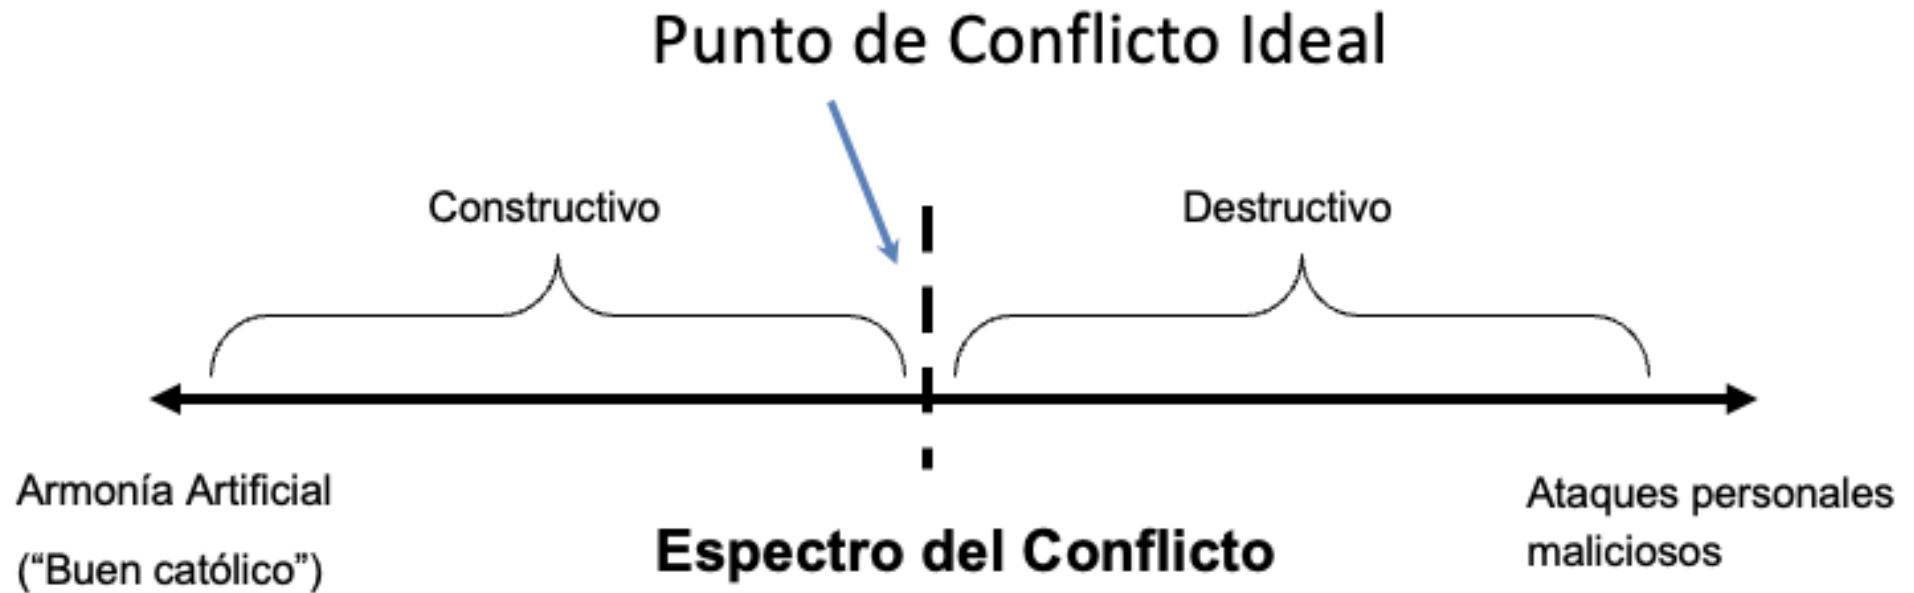 Punto de Conflicto Ideal
Constructivo
Destructivo
Armonía Artificial
(“Buen católico”)
Espectro del Conflicto
Ataques personales
maliciosos